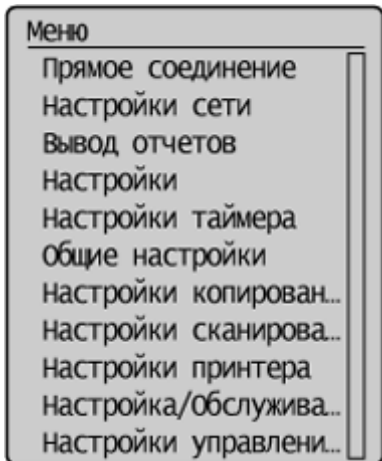 Меню
Прямое соединение
Настройки сети
Вывод отчетов
Настройки
Настройки таймера
Общие настройки
Настройки копирован…
Настройки сканирова…
Настройки принтера
Настройка/Обслужива…
Настройки управлени…